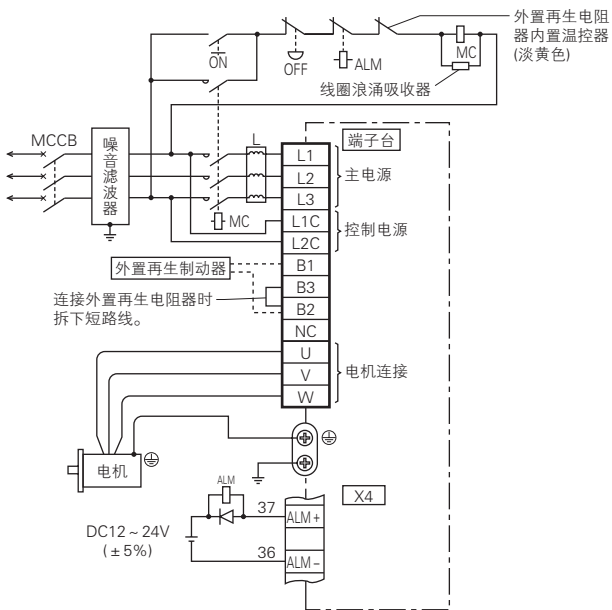 外置再生电阻
器内置温控器
(淡黄色)
ON
OFF
ALM
MC
线圈浪涌吸收器
MCCB
噪音滤波器
L
端子台
L1
L2
L3
主电源
MC
L1C
L2C
控制电源
外置再生制动器
B1
B3
B2
连接外置再生电阻器时
拆下短路线。
NC
U
V
W
电机连接
电机
ALM
X4
37
ALM+
DC12~24V
(±5%)
36
ALM-